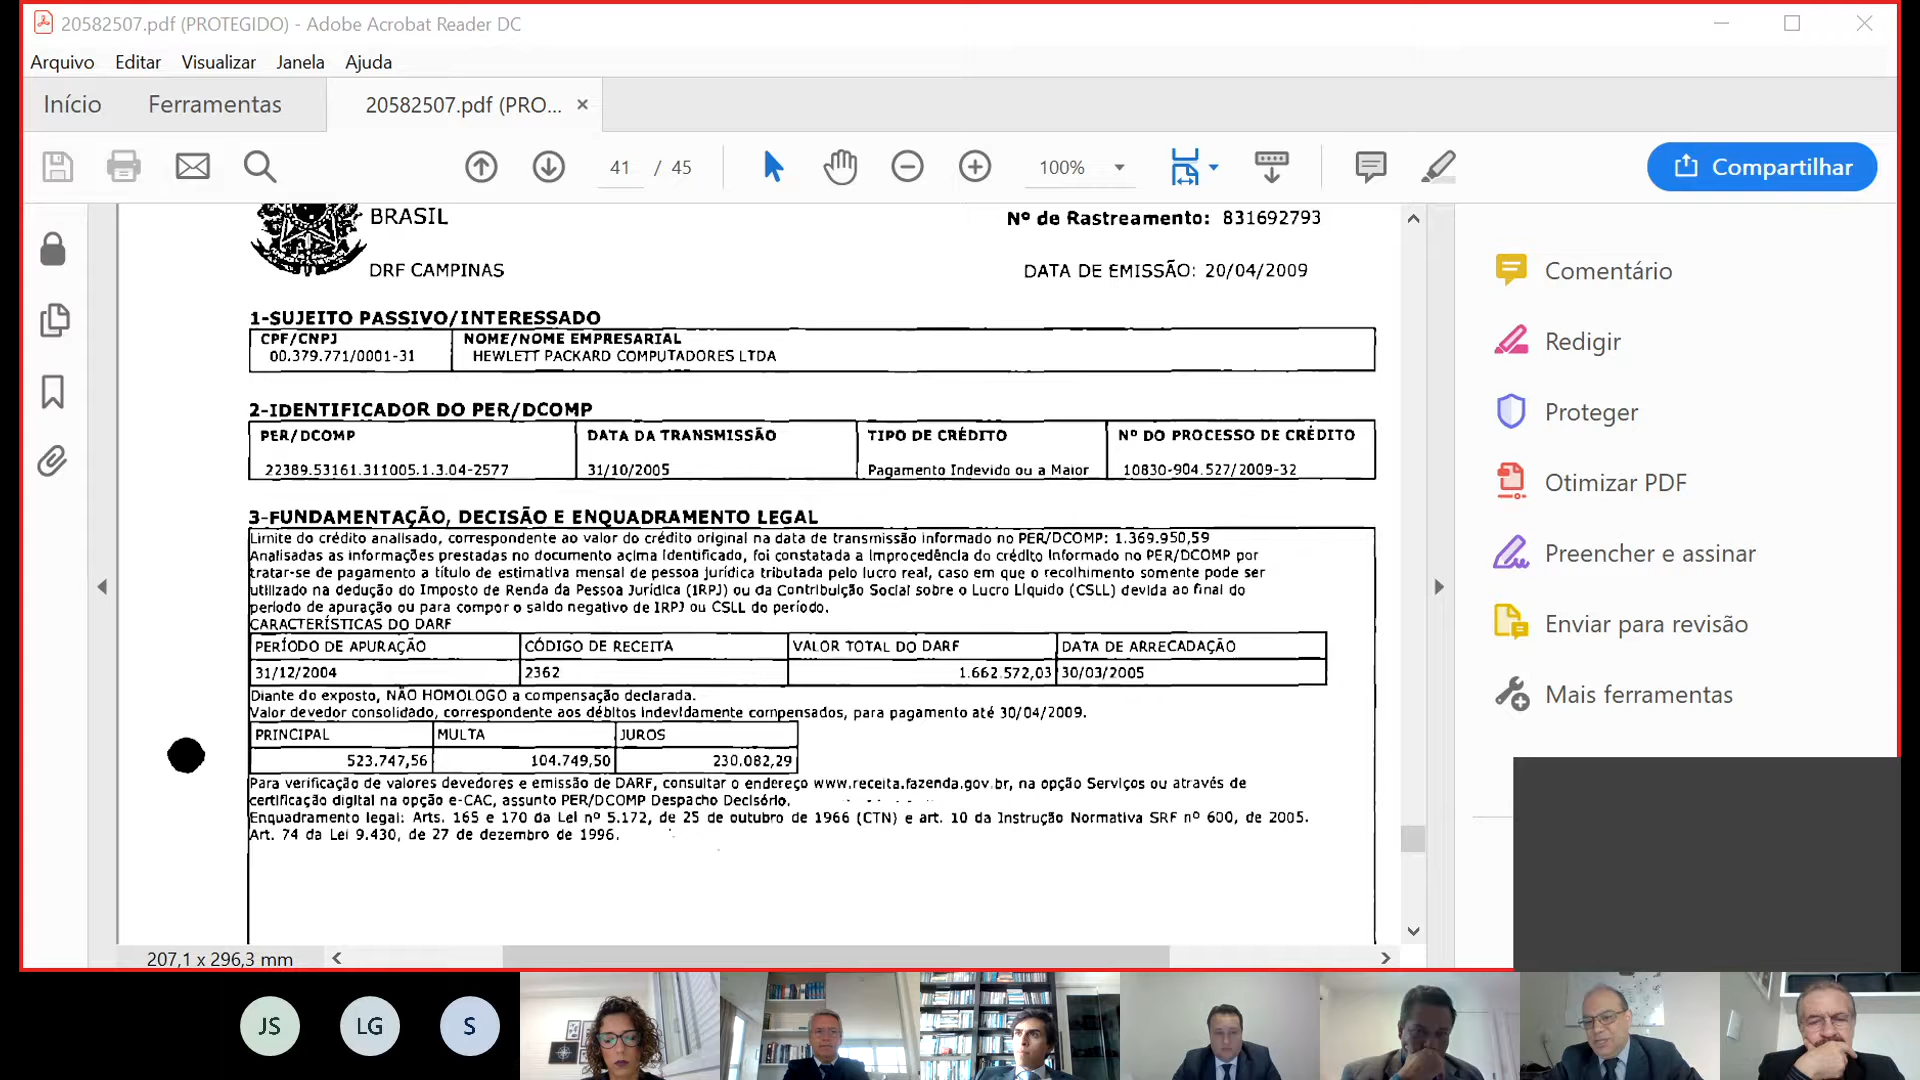 20582507.pdf (PROTEGIDO) - Adobe Acrobat Reader DC
Arquivo Editar Visualizar Janela Ajuda
Início Ferramentas 20582507.pdf (PRO... ×
41 / 45 100% Compartilhar
BRASIL
Nº de Rastreamento: 831692793
DRF CAMPINAS
DATA DE EMISSÃO: 20/04/2009
1-SUJEITO PASSIVO/INTERESSADO
CPF/CNPJ NOME/NOME EMPRESARIAL
00.379.771/0001-31 HEWLETT PACKARD COMPUTADORES LTDA
2-IDENTIFICADOR DO PER/DCOMP
PER/DCOMP DATA DA TRANSMISSÃO TIPO DE CRÉDITO Nº DO PROCESSO DE CRÉDITO
22389.53161.311005.1.3.04-2577 31/10/2005 Pagamento Indevido ou a Maior 10830-904.527/2009-32
3-FUNDAMENTAÇÃO, DECISÃO E ENQUADRAMENTO LEGAL
Limite do crédito analisado, correspondente ao valor do crédito original na data de transmissão informado no PER/DCOMP: 1.369.950,59
Analisadas as informações prestadas no documento acima identificado, foi constatada a improcedência do crédito informado no PER/DCOMP por
tratar-se de pagamento a título de estimativa mensal de pessoa jurídica tributada pelo lucro real, caso em que o recolhimento somente pode ser
utilizado na dedução do Imposto de Renda da Pessoa Jurídica (IRPJ) ou da Contribuição Social sobre o Lucro Líquido (CSLL) devida ao final do
período de apuração ou para compor o saldo negativo de IRPJ ou CSLL do período.
CARACTERÍSTICAS DO DARF
PERÍODO DE APURAÇÃO CÓDIGO DE RECEITA VALOR TOTAL DO DARF DATA DE ARRECADAÇÃO
31/12/2004 2362 1.662.572,03 30/03/2005
Diante do exposto, NÃO HOMOLOGO a compensação declarada.
Valor devedor consolidado, correspondente aos débitos indevidamente compensados, para pagamento até 30/04/2009.
PRINCIPAL MULTA JUROS
523.747,56 104.749,50 230.082,29
Para verificação de valores devedores e emissão de DARF, consultar o endereço www.receita.fazenda.gov.br, na opção Serviços ou através de
certificação digital na opção e-CAC, assunto PER/DCOMP Despacho Decisório.
Enquadramento legal: Arts. 165 e 170 da Lei nº 5.172, de 25 de outubro de 1966 (CTN) e art. 10 da Instrução Normativa SRF nº 600, de 2005.
Art. 74 da Lei 9.430, de 27 de dezembro de 1996.
207,1 x 296,3 mm
Comentário
Redigir
Proteger
Otimizar PDF
Preencher e assinar
Enviar para revisão
Mais ferramentas
JS LG S